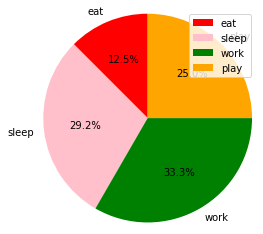 eat
eat
sleep
work
play
12.5%
25.
29.2%
sleep
33.3%
work